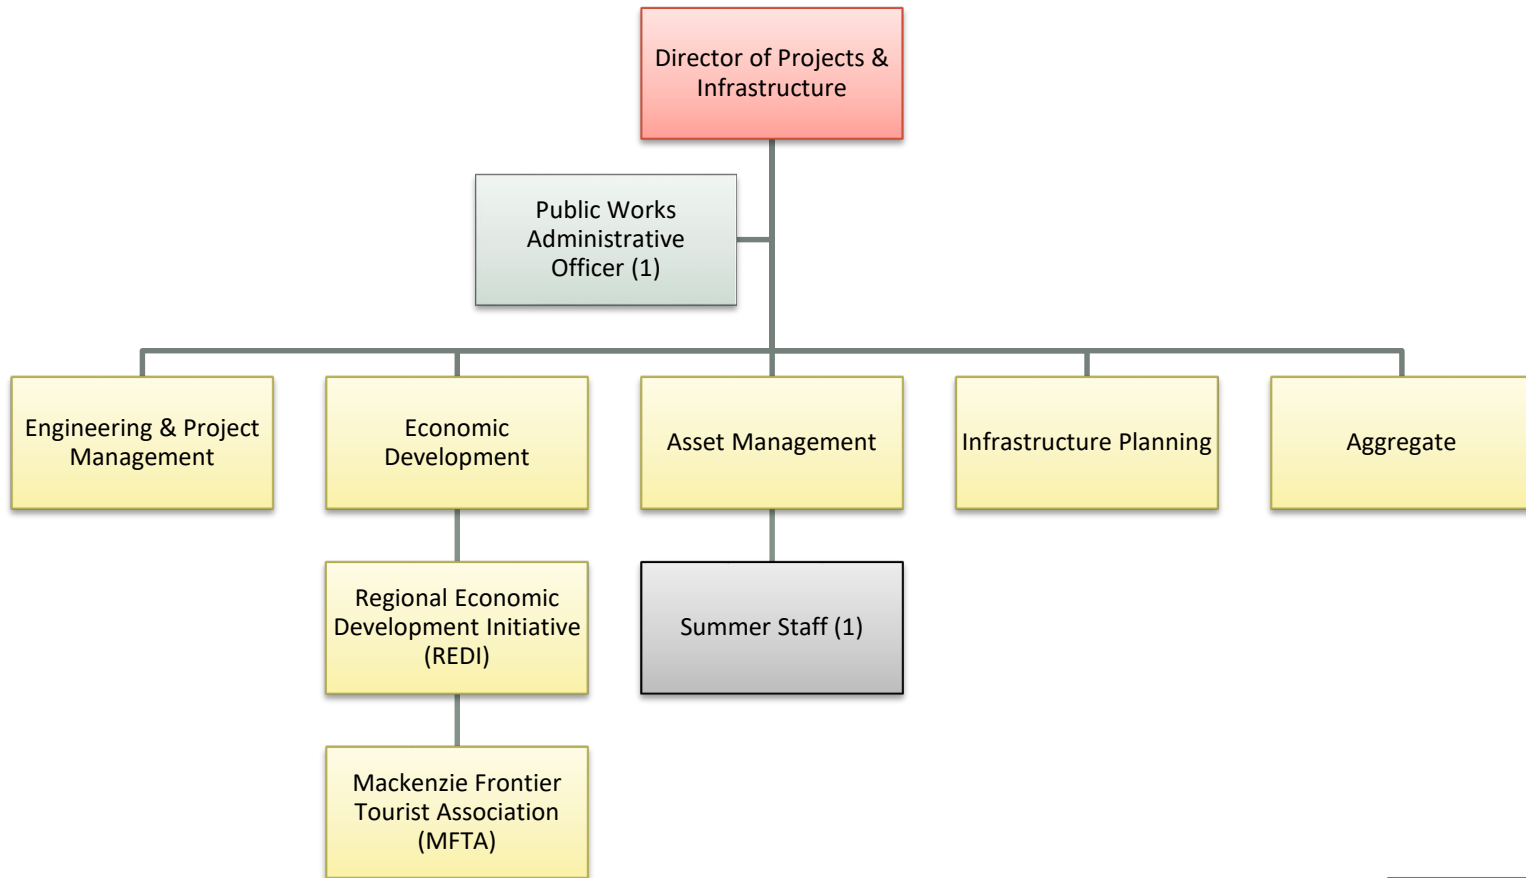 Director of Projects &
Infrastructure
Public Works
Administrative
Officer (1)
Engineering & Project
Management
Economic
Development
Asset Management
Infrastructure Planning
Aggregate
Regional Economic
Development Initiative
(REDI)
Summer Staff (1)
Mackenzie Frontier
Tourist Association
(MFTA)